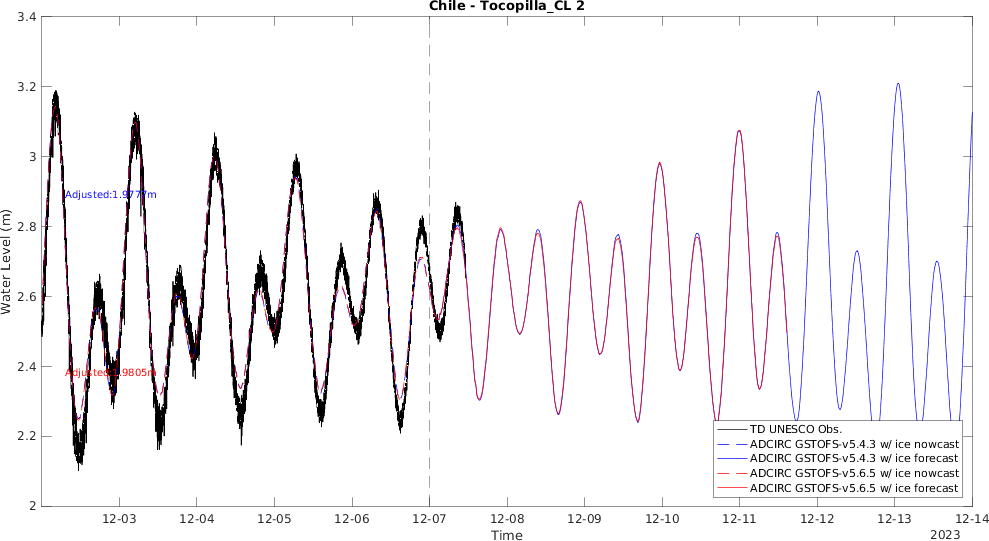 Chile - Tocopilla_CL 2
3.4
3.2
3
2.8
2.6
2.4
2.2
2
Water Level (m)
Adjusted:1.9777m
Adjusted:1.9805m
TD UNESCO Obs.
ADCIRC GSTOFS-v5.4.3 w/ ice nowcast
ADCIRC GSTOFS-v5.4.3 w/ ice forecast
ADCIRC GSTOFS-v5.6.5 w/ ice nowcast
ADCIRC GSTOFS-v5.6.5 w/ ice forecast
12-03 12-04 12-05 12-06 12-07 12-08 12-09 12-10 12-11 12-12 12-13 12-14
Time
2023